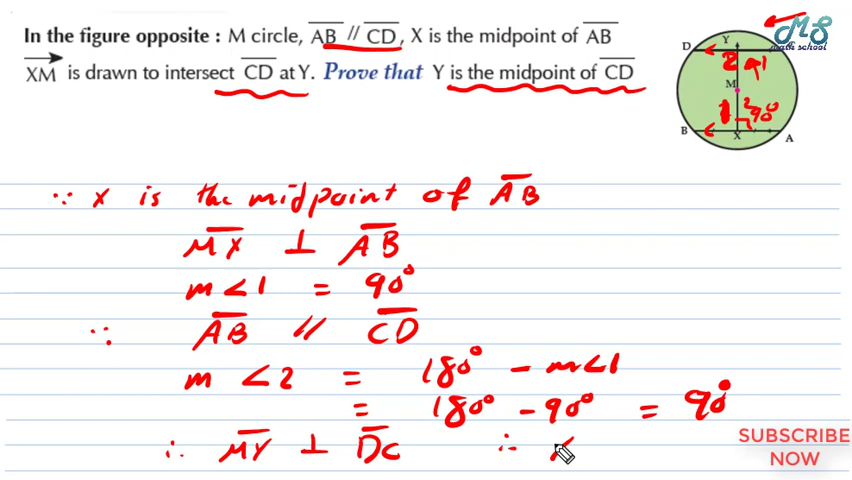 In the figure opposite : M circle, AB // CD, X is the midpoint of AB
XM is drawn to intersect CD at Y. Prove that Y is the midpoint of CD
MS
math school
D Y
2 1
M
1 2 90°
B X A
∵ x is the midpoint of AB
MX ⊥ AB
m<1 = 90°
∵ AB // CD
m <2 = 180° - m<1
= 180° - 90° = 90°
∴ MY ⊥ DC ∴
SUBSCRIBE
NOW